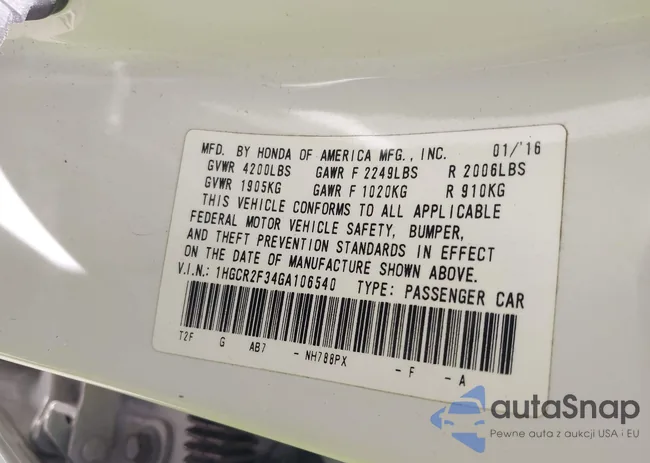 MFD. BY HONDA OF AMERICA MFG., INC. 01/'16
GVWR 4200LBS GAWR F 2249LBS R 2006LBS
GVWR 1905KG GAWR F 1020KG R 910KG
THIS VEHICLE CONFORMS TO ALL APPLICABLE
FEDERAL MOTOR VEHICLE SAFETY, BUMPER,
AND THEFT PREVENTION STANDARDS IN EFFECT
ON THE DATE OF MANUFACTURE SHOWN ABOVE.
V.I.N.: 1HGCR2F34GA106540 TYPE: PASSENGER CAR
T2F G AB7 - NH788PX - F - A
autaSnap
Pewne auta z aukcji USA i EU